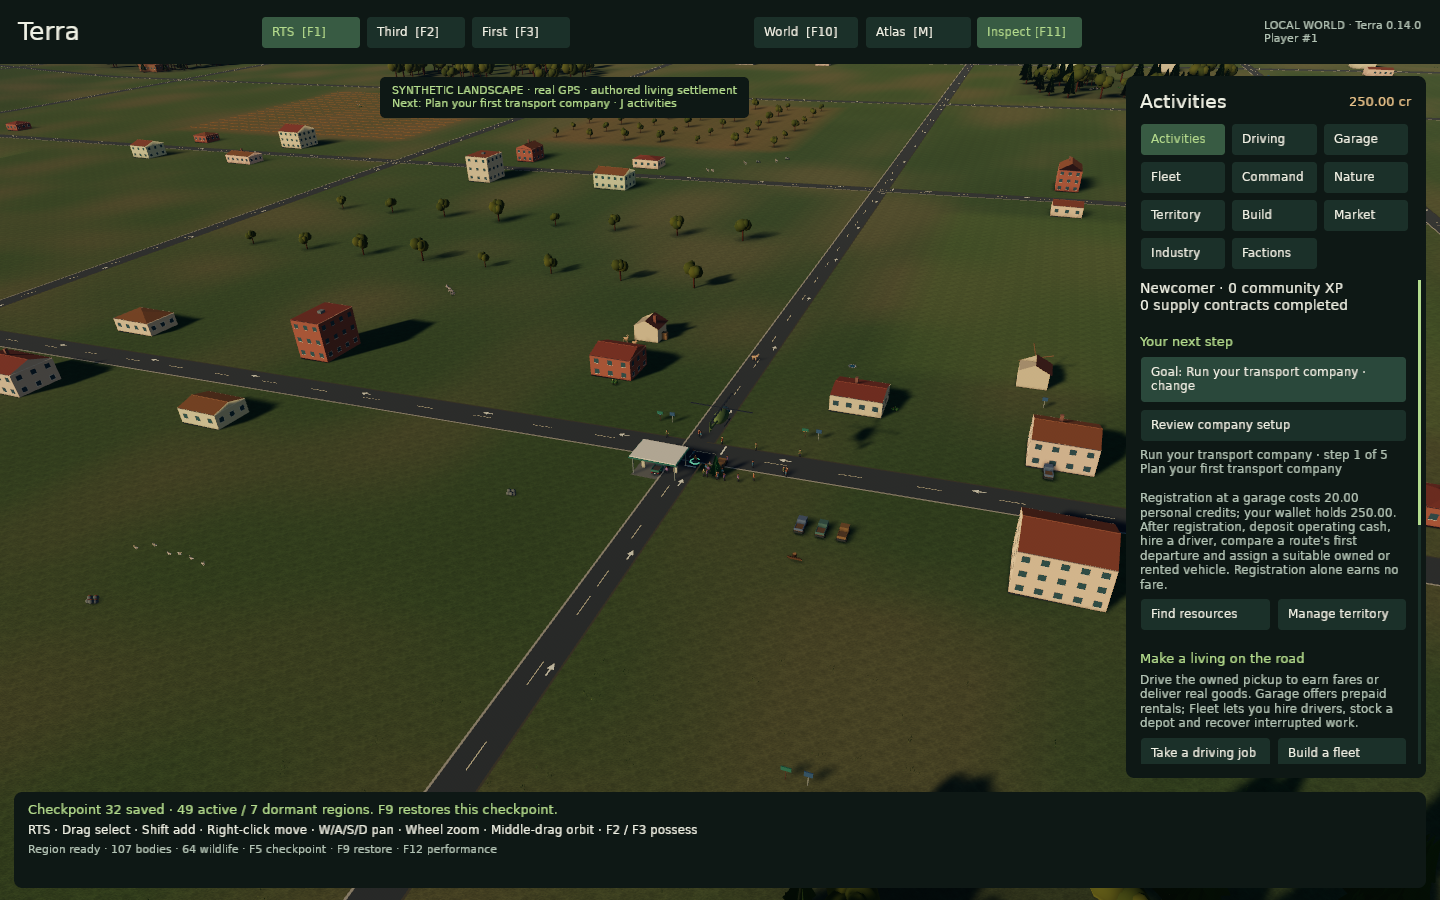 Terra
RTS [F1]
Third [F2]
First [F3]
World [F10]
Atlas [M]
Inspect [F11]
LOCAL WORLD · Terra 0.14.0
Player #1
SYNTHETIC LANDSCAPE · real GPS · authored living settlement
Next: Plan your first transport company · J activities
Activities
250.00 cr
Activities
Driving
Garage
Fleet
Command
Nature
Territory
Build
Market
Industry
Factions
Newcomer · 0 community XP
0 supply contracts completed
Your next step
Goal: Run your transport company ·
change
Review company setup
Run your transport company · step 1 of 5
Plan your first transport company
Registration at a garage costs 20.00
personal credits; your wallet holds 250.00.
After registration, deposit operating cash,
hire a driver, compare a route's first
departure and assign a suitable owned or
rented vehicle. Registration alone earns no
fare.
Find resources
Manage territory
Make a living on the road
Drive the owned pickup to earn fares or
deliver real goods. Garage offers prepaid
rentals; Fleet lets you hire drivers, stock a
depot and recover interrupted work.
Take a driving job
Build a fleet
Checkpoint 32 saved · 49 active / 7 dormant regions. F9 restores this checkpoint.
RTS · Drag select · Shift add · Right-click move · W/A/S/D pan · Wheel zoom · Middle-drag orbit · F2 / F3 possess
Region ready · 107 bodies · 64 wildlife · F5 checkpoint · F9 restore · F12 performance